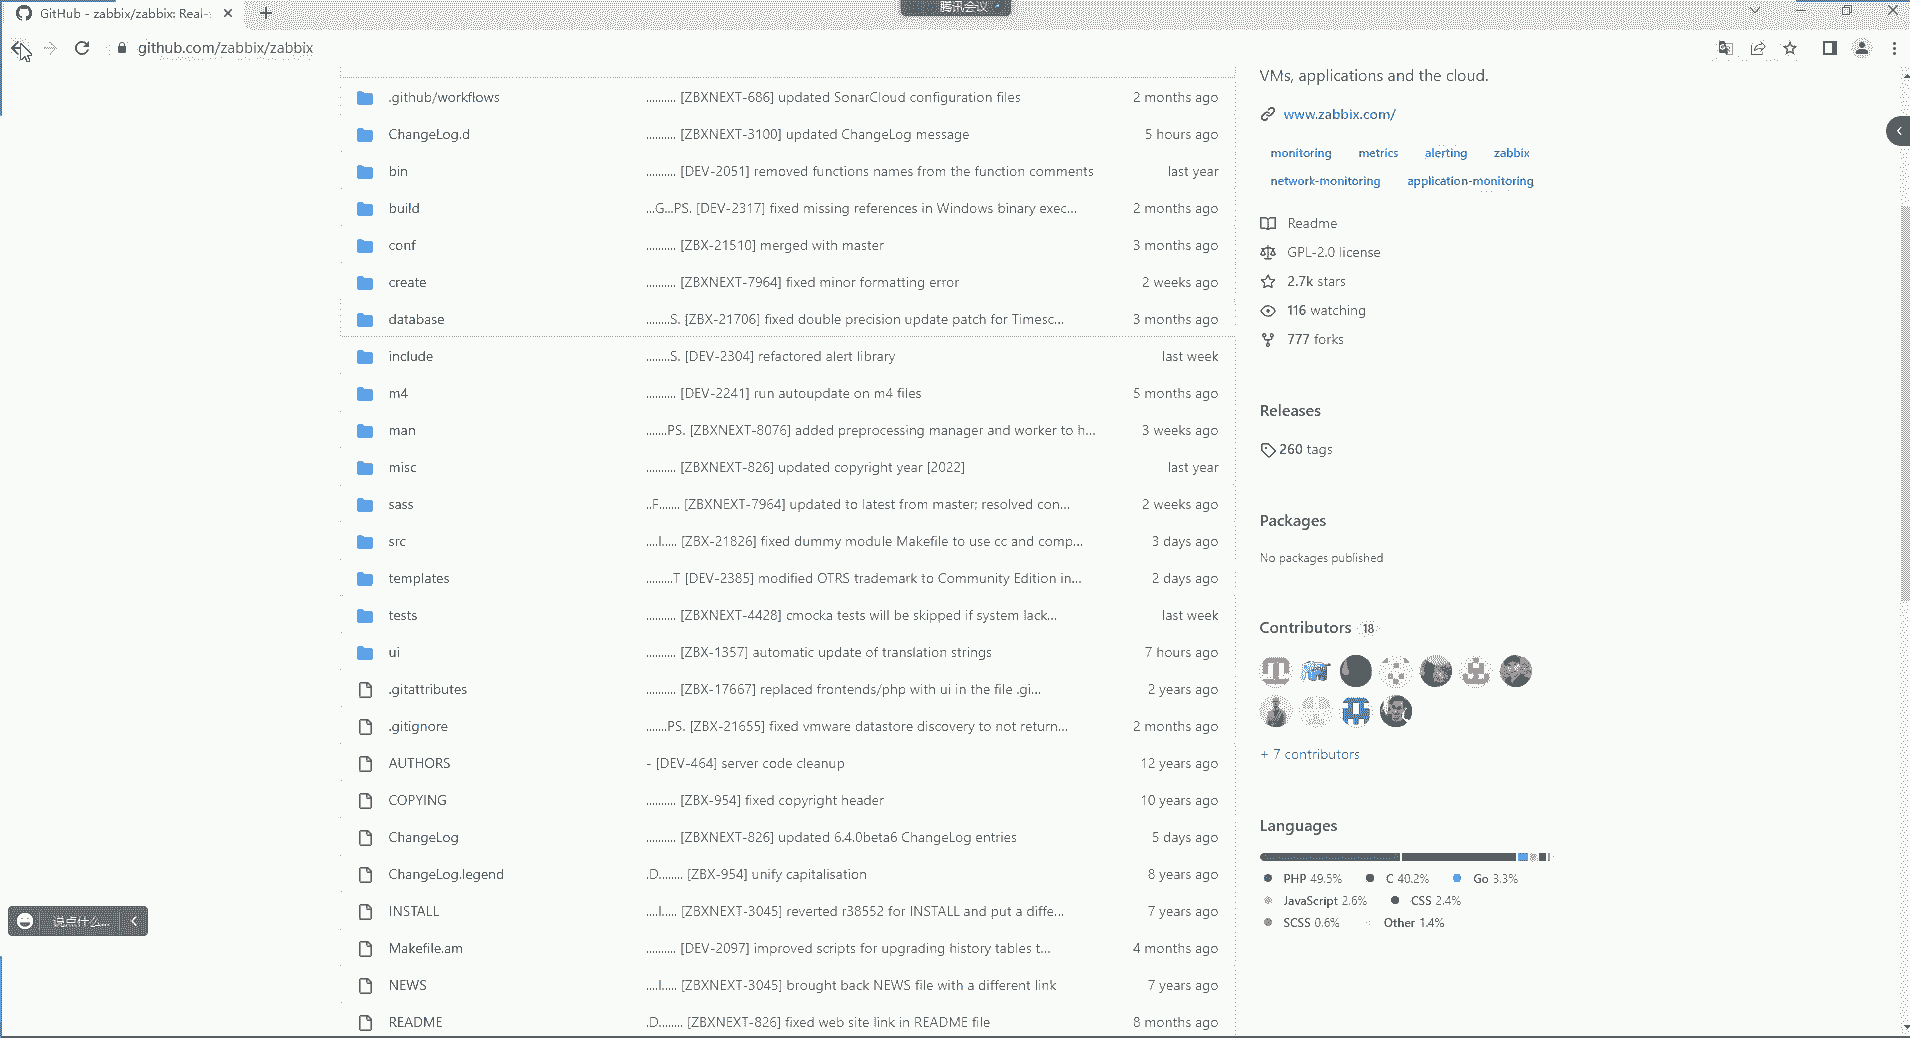 GitHub - zabbix/zabbix: Real-
腾讯会议
github.com/zabbix/zabbix
.github/workflows .......... [ZBXNEXT-686] updated SonarCloud configuration files 2 months ago
ChangeLog.d .......... [ZBXNEXT-3100] updated ChangeLog message 5 hours ago
bin .......... [DEV-2051] removed functions names from the function comments last year
build ...G...PS. [DEV-2317] fixed missing references in Windows binary exec... 2 months ago
conf .......... [ZBX-21510] merged with master 3 months ago
create .......... [ZBXNEXT-7964] fixed minor formatting error 2 weeks ago
database ........S. [ZBX-21706] fixed double precision update patch for Timesc... 3 months ago
include ........S. [DEV-2304] refactored alert library last week
m4 .......... [DEV-2241] run autoupdate on m4 files 5 months ago
man .......PS. [ZBXNEXT-8076] added preprocessing manager and worker to h... 3 weeks ago
misc .......... [ZBXNEXT-826] updated copyright year [2022] last year
sass ..F....... [ZBXNEXT-7964] updated to latest from master; resolved con... 2 weeks ago
src ....I..... [ZBX-21826] fixed dummy module Makefile to use cc and comp... 3 days ago
templates .........T [DEV-2385] modified OTRS trademark to Community Edition in... 2 days ago
tests .......... [ZBXNEXT-4428] cmocka tests will be skipped if system lack... last week
ui .......... [ZBX-1357] automatic update of translation strings 7 hours ago
.gitattributes .......... [ZBX-17667] replaced frontends/php with ui in the file .gi... 2 years ago
.gitignore .......PS. [ZBX-21655] fixed vmware datastore discovery to not return... 2 months ago
AUTHORS - [DEV-464] server code cleanup 12 years ago
COPYING .......... [ZBX-954] fixed copyright header 10 years ago
ChangeLog .......... [ZBXNEXT-826] updated 6.4.0beta6 ChangeLog entries 5 days ago
ChangeLog.legend .D........ [ZBX-954] unify capitalisation 8 years ago
INSTALL ....I..... [ZBXNEXT-3045] reverted r38552 for INSTALL and put a diffe... 7 years ago
Makefile.am .......... [DEV-2097] improved scripts for upgrading history tables t... 4 months ago
NEWS ....I..... [ZBXNEXT-3045] brought back NEWS file with a different link 7 years ago
README .D........ [ZBXNEXT-826] fixed web site link in README file 8 months ago
VMs, applications and the cloud.
www.zabbix.com/
monitoring metrics alerting zabbix
network-monitoring application-monitoring
Readme
GPL-2.0 license
2.7k stars
116 watching
777 forks
Releases
260 tags
Packages
No packages published
Contributors 18
+ 7 contributors
Languages
PHP 49.5% C 40.2% Go 3.3%
JavaScript 2.6% CSS 2.4%
SCSS 0.6% Other 1.4%
说点什么...